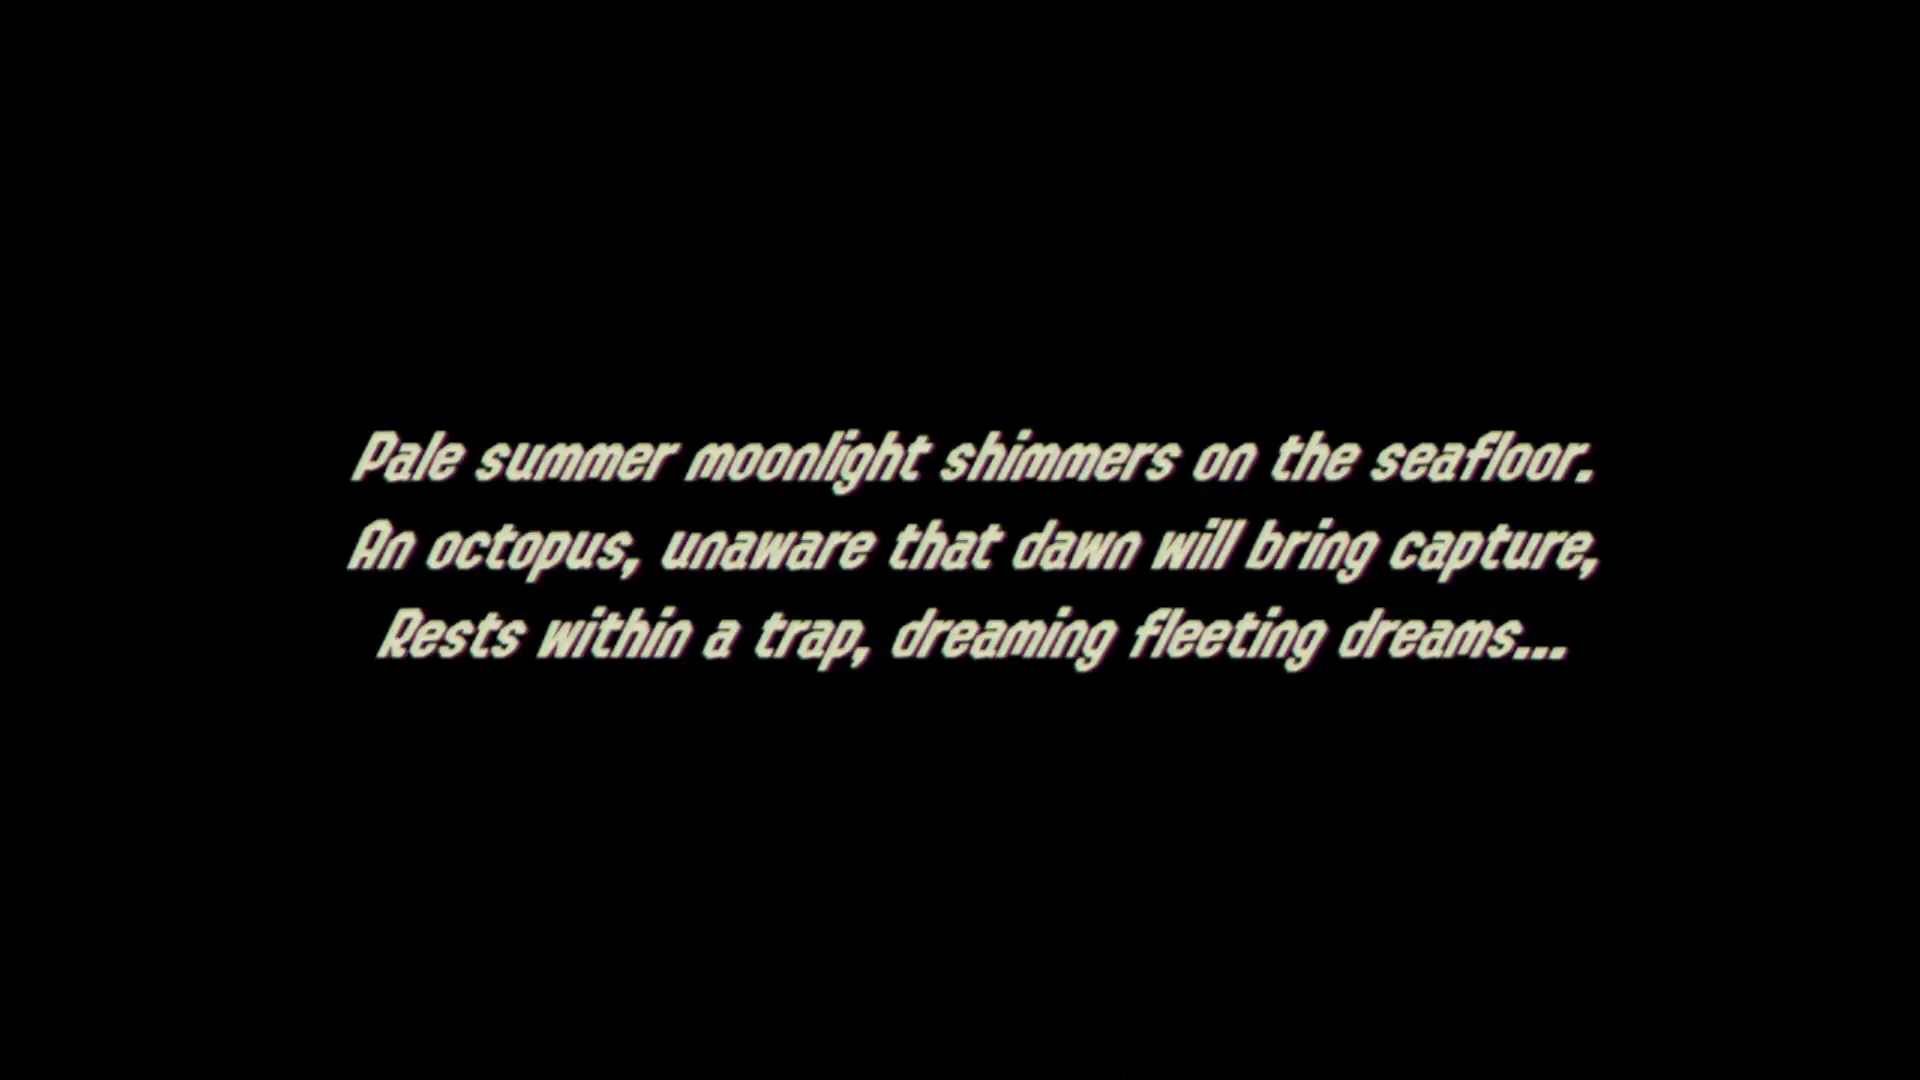 Pale summer moonlight shimmers on the seafloor.
An octopus, unaware that dawn will bring capture,
Rests within a trap, dreaming fleeting dreams...